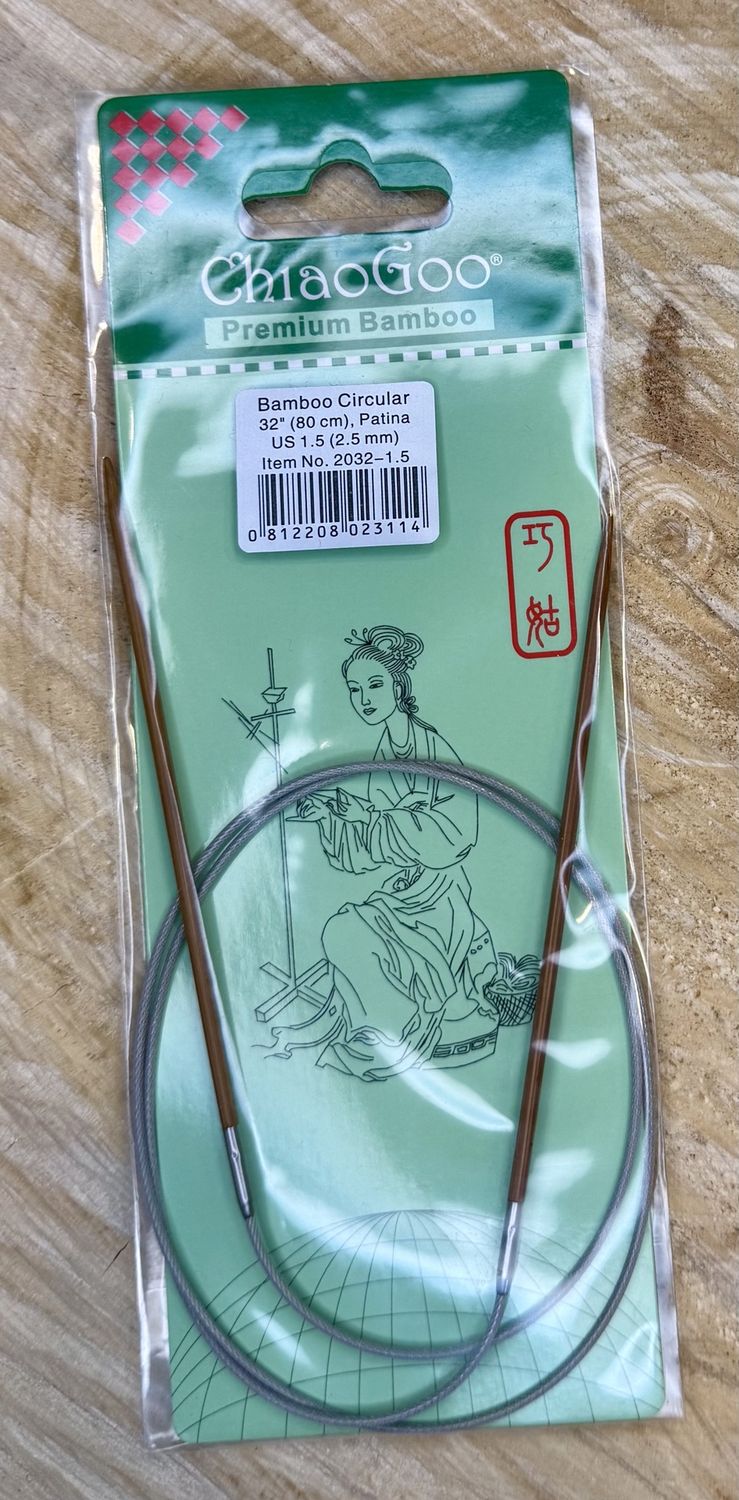 ChiaoGoo®
Premium Bamboo
Bamboo Circular
32" (80 cm), Patina
US 1.5 (2.5 mm)
Item No. 2032-1.5
0 812208 023114
巧
姑